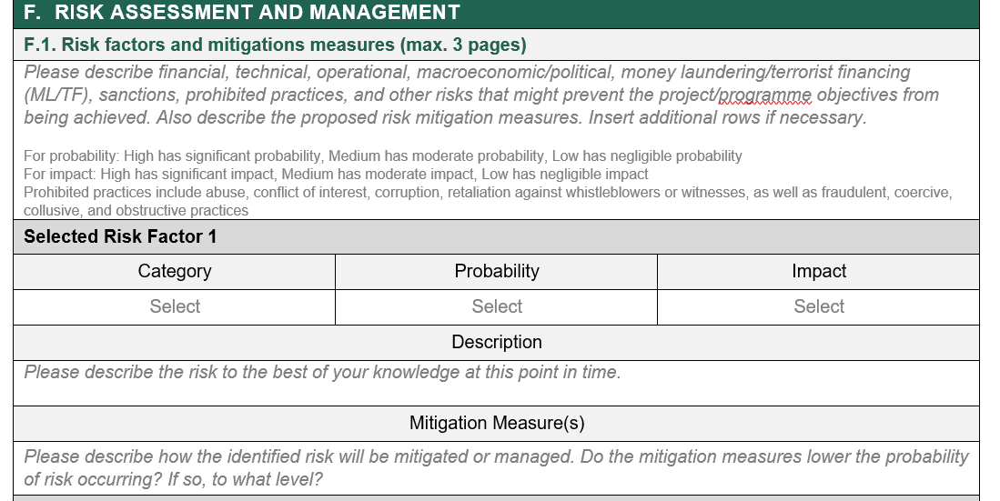 F. RISK ASSESSMENT AND MANAGEMENT
F.1. Risk factors and mitigations measures (max. 3 pages)
Please describe financial, technical, operational, macroeconomic/political, money laundering/terrorist financing
(ML/TF), sanctions, prohibited practices, and other risks that might prevent the project/programme objectives from
being achieved. Also describe the proposed risk mitigation measures. Insert additional rows if necessary.
For probability: High has significant probability, Medium has moderate probability, Low has negligible probability
For impact: High has significant impact, Medium has moderate impact, Low has negligible impact
Prohibited practices include abuse, conflict of interest, corruption, retaliation against whistleblowers or witnesses, as well as fraudulent, coercive,
collusive, and obstructive practices
Selected Risk Factor 1
Category Probability Impact
Select Select Select
Description
Please describe the risk to the best of your knowledge at this point in time.
Mitigation Measure(s)
Please describe how the identified risk will be mitigated or managed. Do the mitigation measures lower the probability
of risk occurring? If so, to what level?